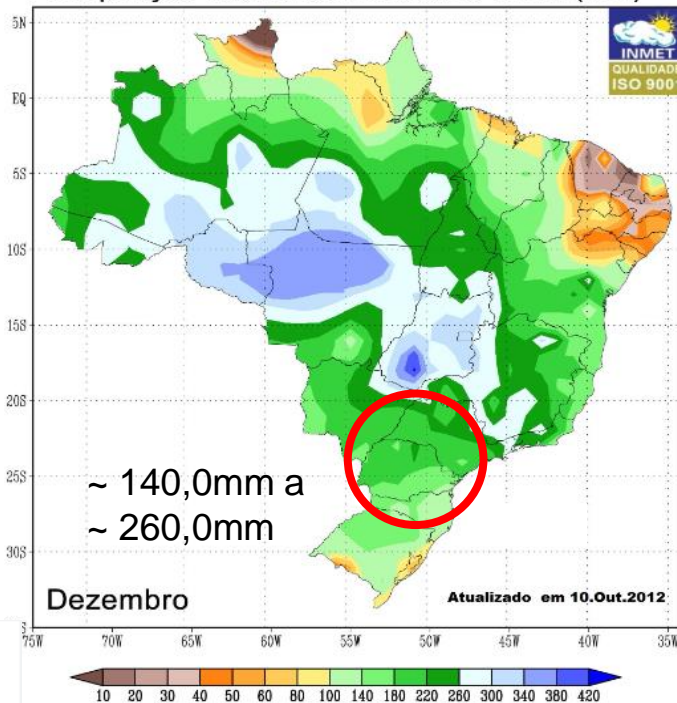 INMET
QUALIDADE
ISO 9001
5N
EQ
5S
10S
15S
20S
25S
30S
~ 140,0mm a
~ 260,0mm
Dezembro
Atualizado em 10.Out.2012
75W 70W 65W 60W 55W 50W 45W 40W 35W
10 20 30 40 50 60 80 100 140 180 220 260 300 340 380 420